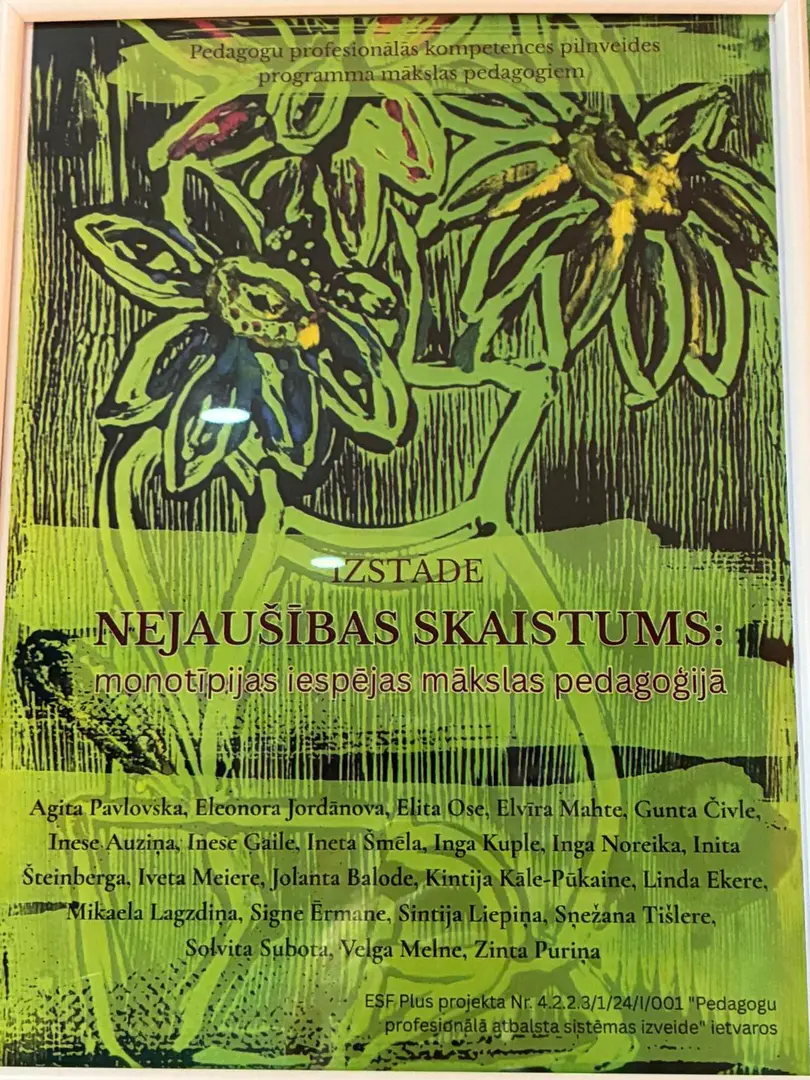 Pedagogu profesionālās kompetences pilnveides
programma mākslas pedagogiem
IZSTĀDE
NEJAUŠĪBAS SKAISTUMS:
monotīpijas iespējas mākslas pedagoģijā
Agita Pavlovska, Eleonora Jordānova, Elita Ose, Elvīra Mahte, Gunta Čivle,
Inese Auziņa, Inese Gaile, Ineta Šmēla, Inga Kuple, Inga Noreika, Inita
Šteinberga, Iveta Meiere, Jolanta Balode, Kintija Kāle-Pūkaine, Linda Ekere,
Mikaela Lagzdiņa, Signe Ērmane, Sintija Liepiņa, Sņežana Tišlere,
Solvita Subota, Velga Melne, Zinta Puriņa
ESF Plus projekta Nr. 4.2.2.3/1/24/I/001 "Pedagogu
profesionālā atbalsta sistēmas izveide" ietvaros